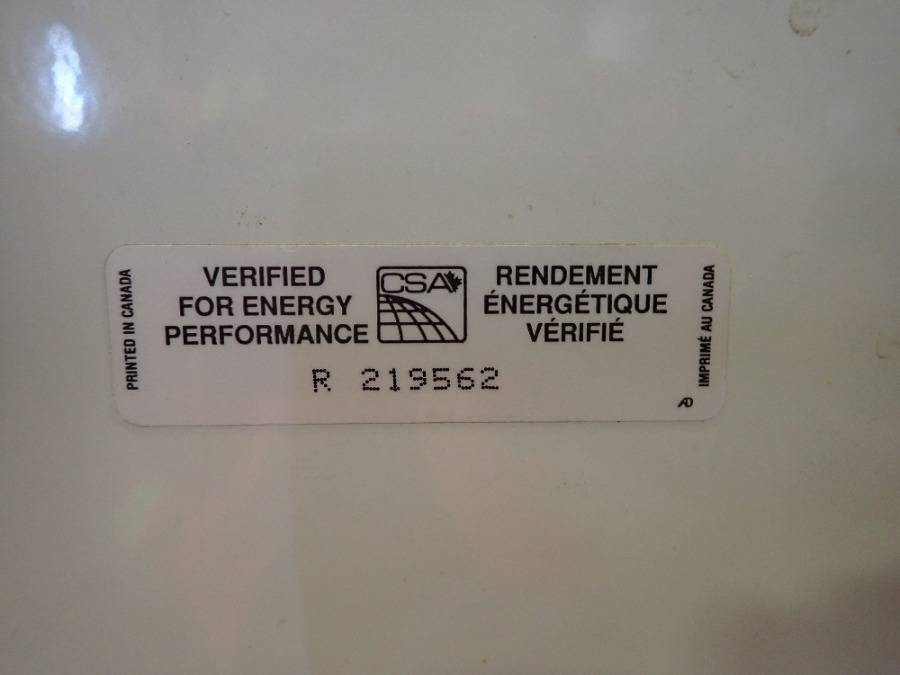 PRINTED IN CANADA
VERIFIED
FOR ENERGY
PERFORMANCE
CSA
RENDEMENT
ÉNERGÉTIQUE
VÉRIFIÉ
R 219562
IMPRIMÉ AU CANADA